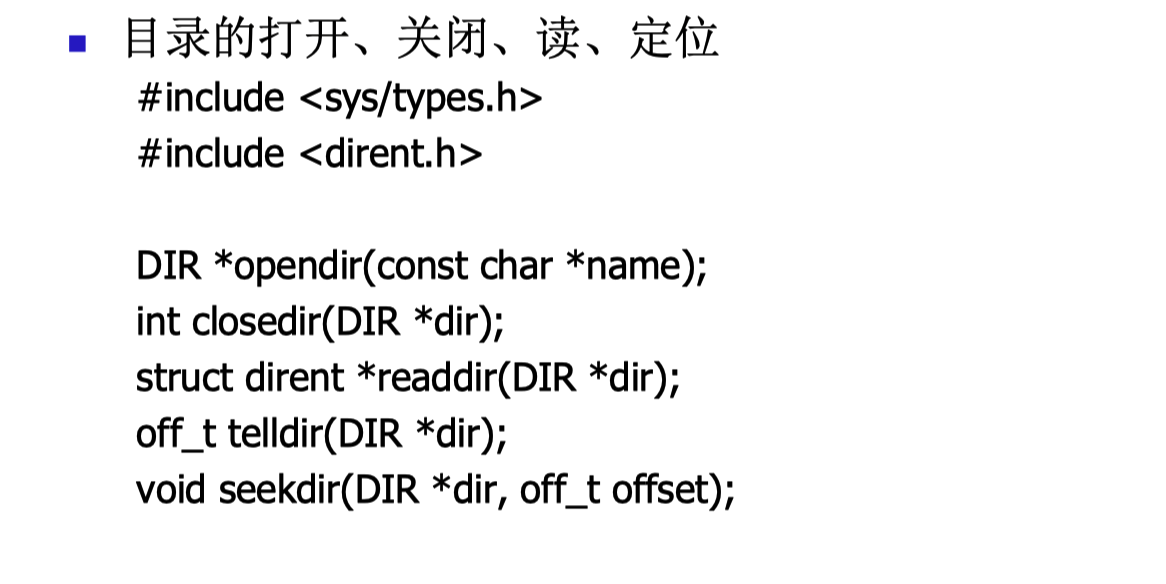 目录的打开、关闭、读、定位
#include <sys/types.h>
#include <dirent.h>
DIR *opendir(const char *name);
int closedir(DIR *dir);
struct dirent *readdir(DIR *dir);
off_t telldir(DIR *dir);
void seekdir(DIR *dir, off_t offset);